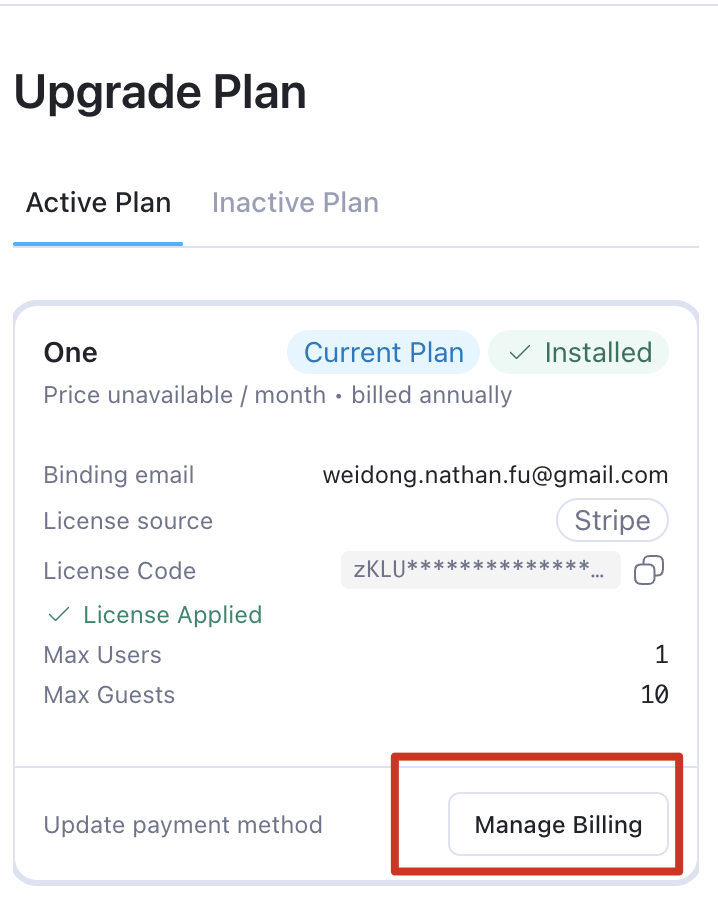 Upgrade Plan
Active Plan Inactive Plan
One Current Plan Installed
Price unavailable / month • billed annually
Binding email weidong.nathan.fu@gmail.com
License source Stripe
License Code zKLU**************…
License Applied
Max Users 1
Max Guests 10
Update payment method Manage Billing